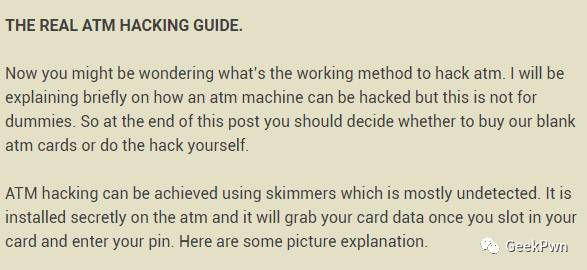 THE REAL ATM HACKING GUIDE.
Now you might be wondering what's the working method to hack atm. I will be
explaining briefly on how an atm machine can be hacked but this is not for
dummies. So at the end of this post you should decide whether to buy our blank
atm cards or do the hack yourself.
ATM hacking can be achieved using skimmers which is mostly undetected. It is
installed secretly on the atm and it will grab your card data once you slot in your
card and enter your pin. Here are some picture explanation.
GeekPwn